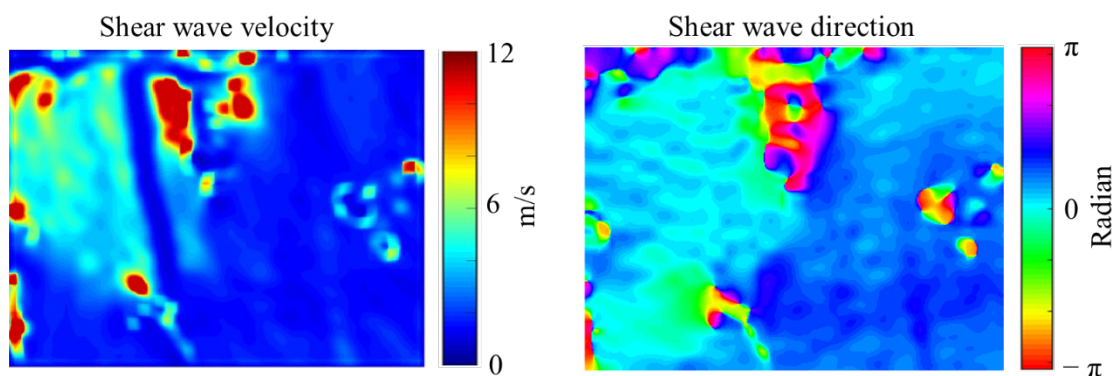 Shear wave velocity
12
6
0
m/s
Shear wave direction
π
0
− π
Radian